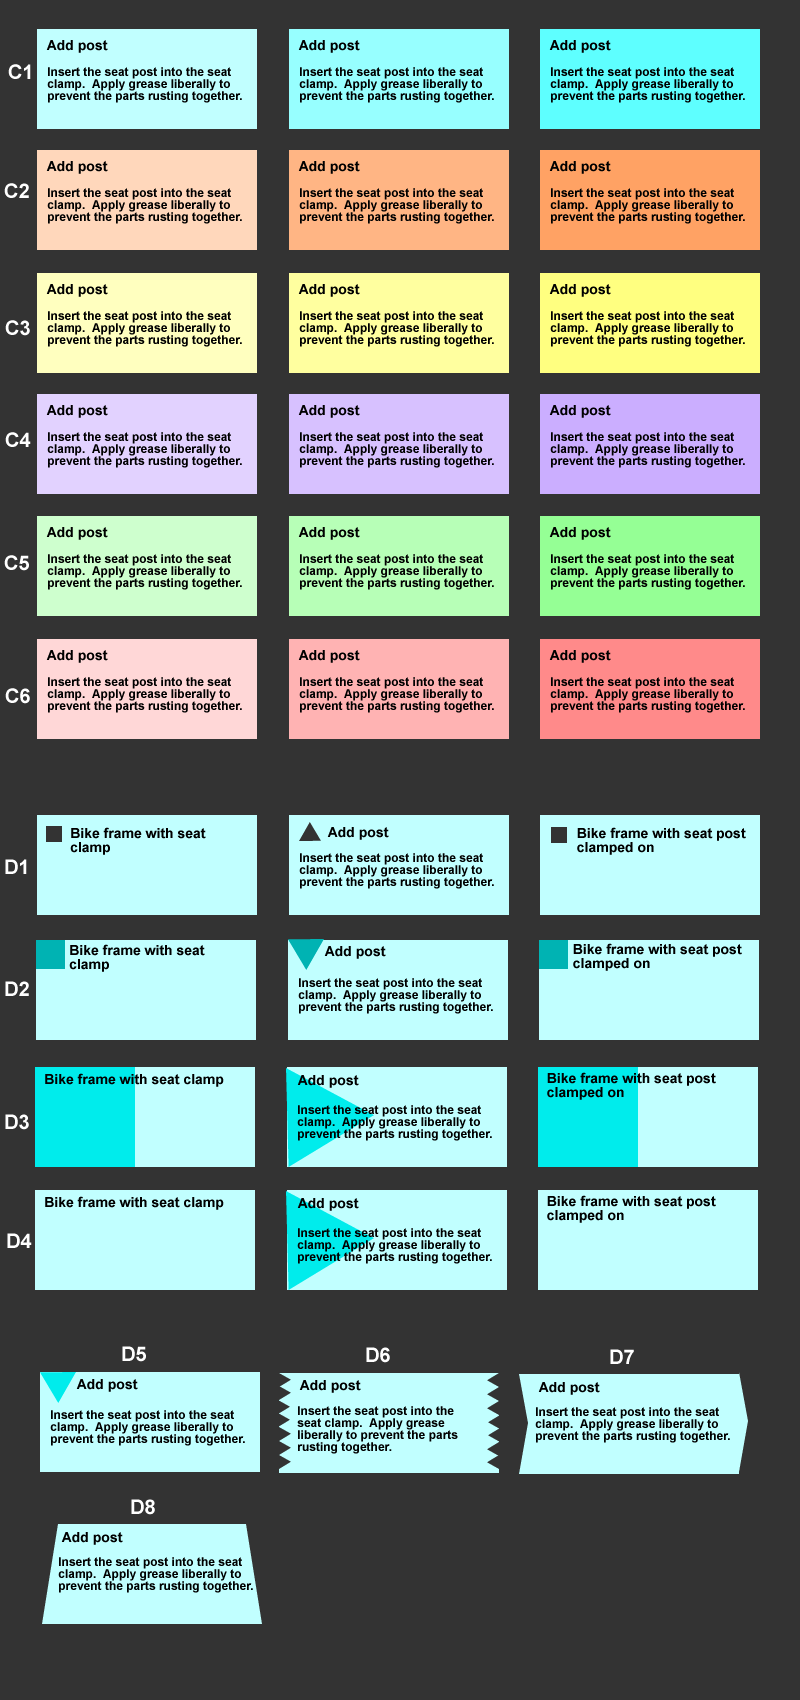 C1
Add post
Insert the seat post into the seat
clamp.  Apply grease liberally to
prevent the parts rusting together.
Add post
Insert the seat post into the seat
clamp.  Apply grease liberally to
prevent the parts rusting together.
Add post
Insert the seat post into the seat
clamp.  Apply grease liberally to
prevent the parts rusting together.
C2
Add post
Insert the seat post into the seat
clamp.  Apply grease liberally to
prevent the parts rusting together.
Add post
Insert the seat post into the seat
clamp.  Apply grease liberally to
prevent the parts rusting together.
Add post
Insert the seat post into the seat
clamp.  Apply grease liberally to
prevent the parts rusting together.
C3
Add post
Insert the seat post into the seat
clamp.  Apply grease liberally to
prevent the parts rusting together.
Add post
Insert the seat post into the seat
clamp.  Apply grease liberally to
prevent the parts rusting together.
Add post
Insert the seat post into the seat
clamp.  Apply grease liberally to
prevent the parts rusting together.
C4
Add post
Insert the seat post into the seat
clamp.  Apply grease liberally to
prevent the parts rusting together.
Add post
Insert the seat post into the seat
clamp.  Apply grease liberally to
prevent the parts rusting together.
Add post
Insert the seat post into the seat
clamp.  Apply grease liberally to
prevent the parts rusting together.
C5
Add post
Insert the seat post into the seat
clamp.  Apply grease liberally to
prevent the parts rusting together.
Add post
Insert the seat post into the seat
clamp.  Apply grease liberally to
prevent the parts rusting together.
Add post
Insert the seat post into the seat
clamp.  Apply grease liberally to
prevent the parts rusting together.
C6
Add post
Insert the seat post into the seat
clamp.  Apply grease liberally to
prevent the parts rusting together.
Add post
Insert the seat post into the seat
clamp.  Apply grease liberally to
prevent the parts rusting together.
Add post
Insert the seat post into the seat
clamp.  Apply grease liberally to
prevent the parts rusting together.
D1
Bike frame with seat
clamp
Add post
Insert the seat post into the seat
clamp.  Apply grease liberally to
prevent the parts rusting together.
Bike frame with seat post
clamped on
D2
Bike frame with seat
clamp
Add post
Insert the seat post into the seat
clamp.  Apply grease liberally to
prevent the parts rusting together.
Bike frame with seat post
clamped on
D3
Bike frame with seat clamp
Add post
Insert the seat post into the seat
clamp.  Apply grease liberally to
prevent the parts rusting together.
Bike frame with seat post
clamped on
D4
Bike frame with seat clamp
Add post
Insert the seat post into the seat
clamp.  Apply grease liberally to
prevent the parts rusting together.
Bike frame with seat post
clamped on
D5
Add post
Insert the seat post into the seat
clamp.  Apply grease liberally to
prevent the parts rusting together.
D6
Add post
Insert the seat post into the
seat clamp.  Apply grease
liberally to prevent the parts
rusting together.
D7
Add post
Insert the seat post into the seat
clamp.  Apply grease liberally to
prevent the parts rusting together.
D8
Add post
Insert the seat post into the seat
clamp.  Apply grease liberally to
prevent the parts rusting together.